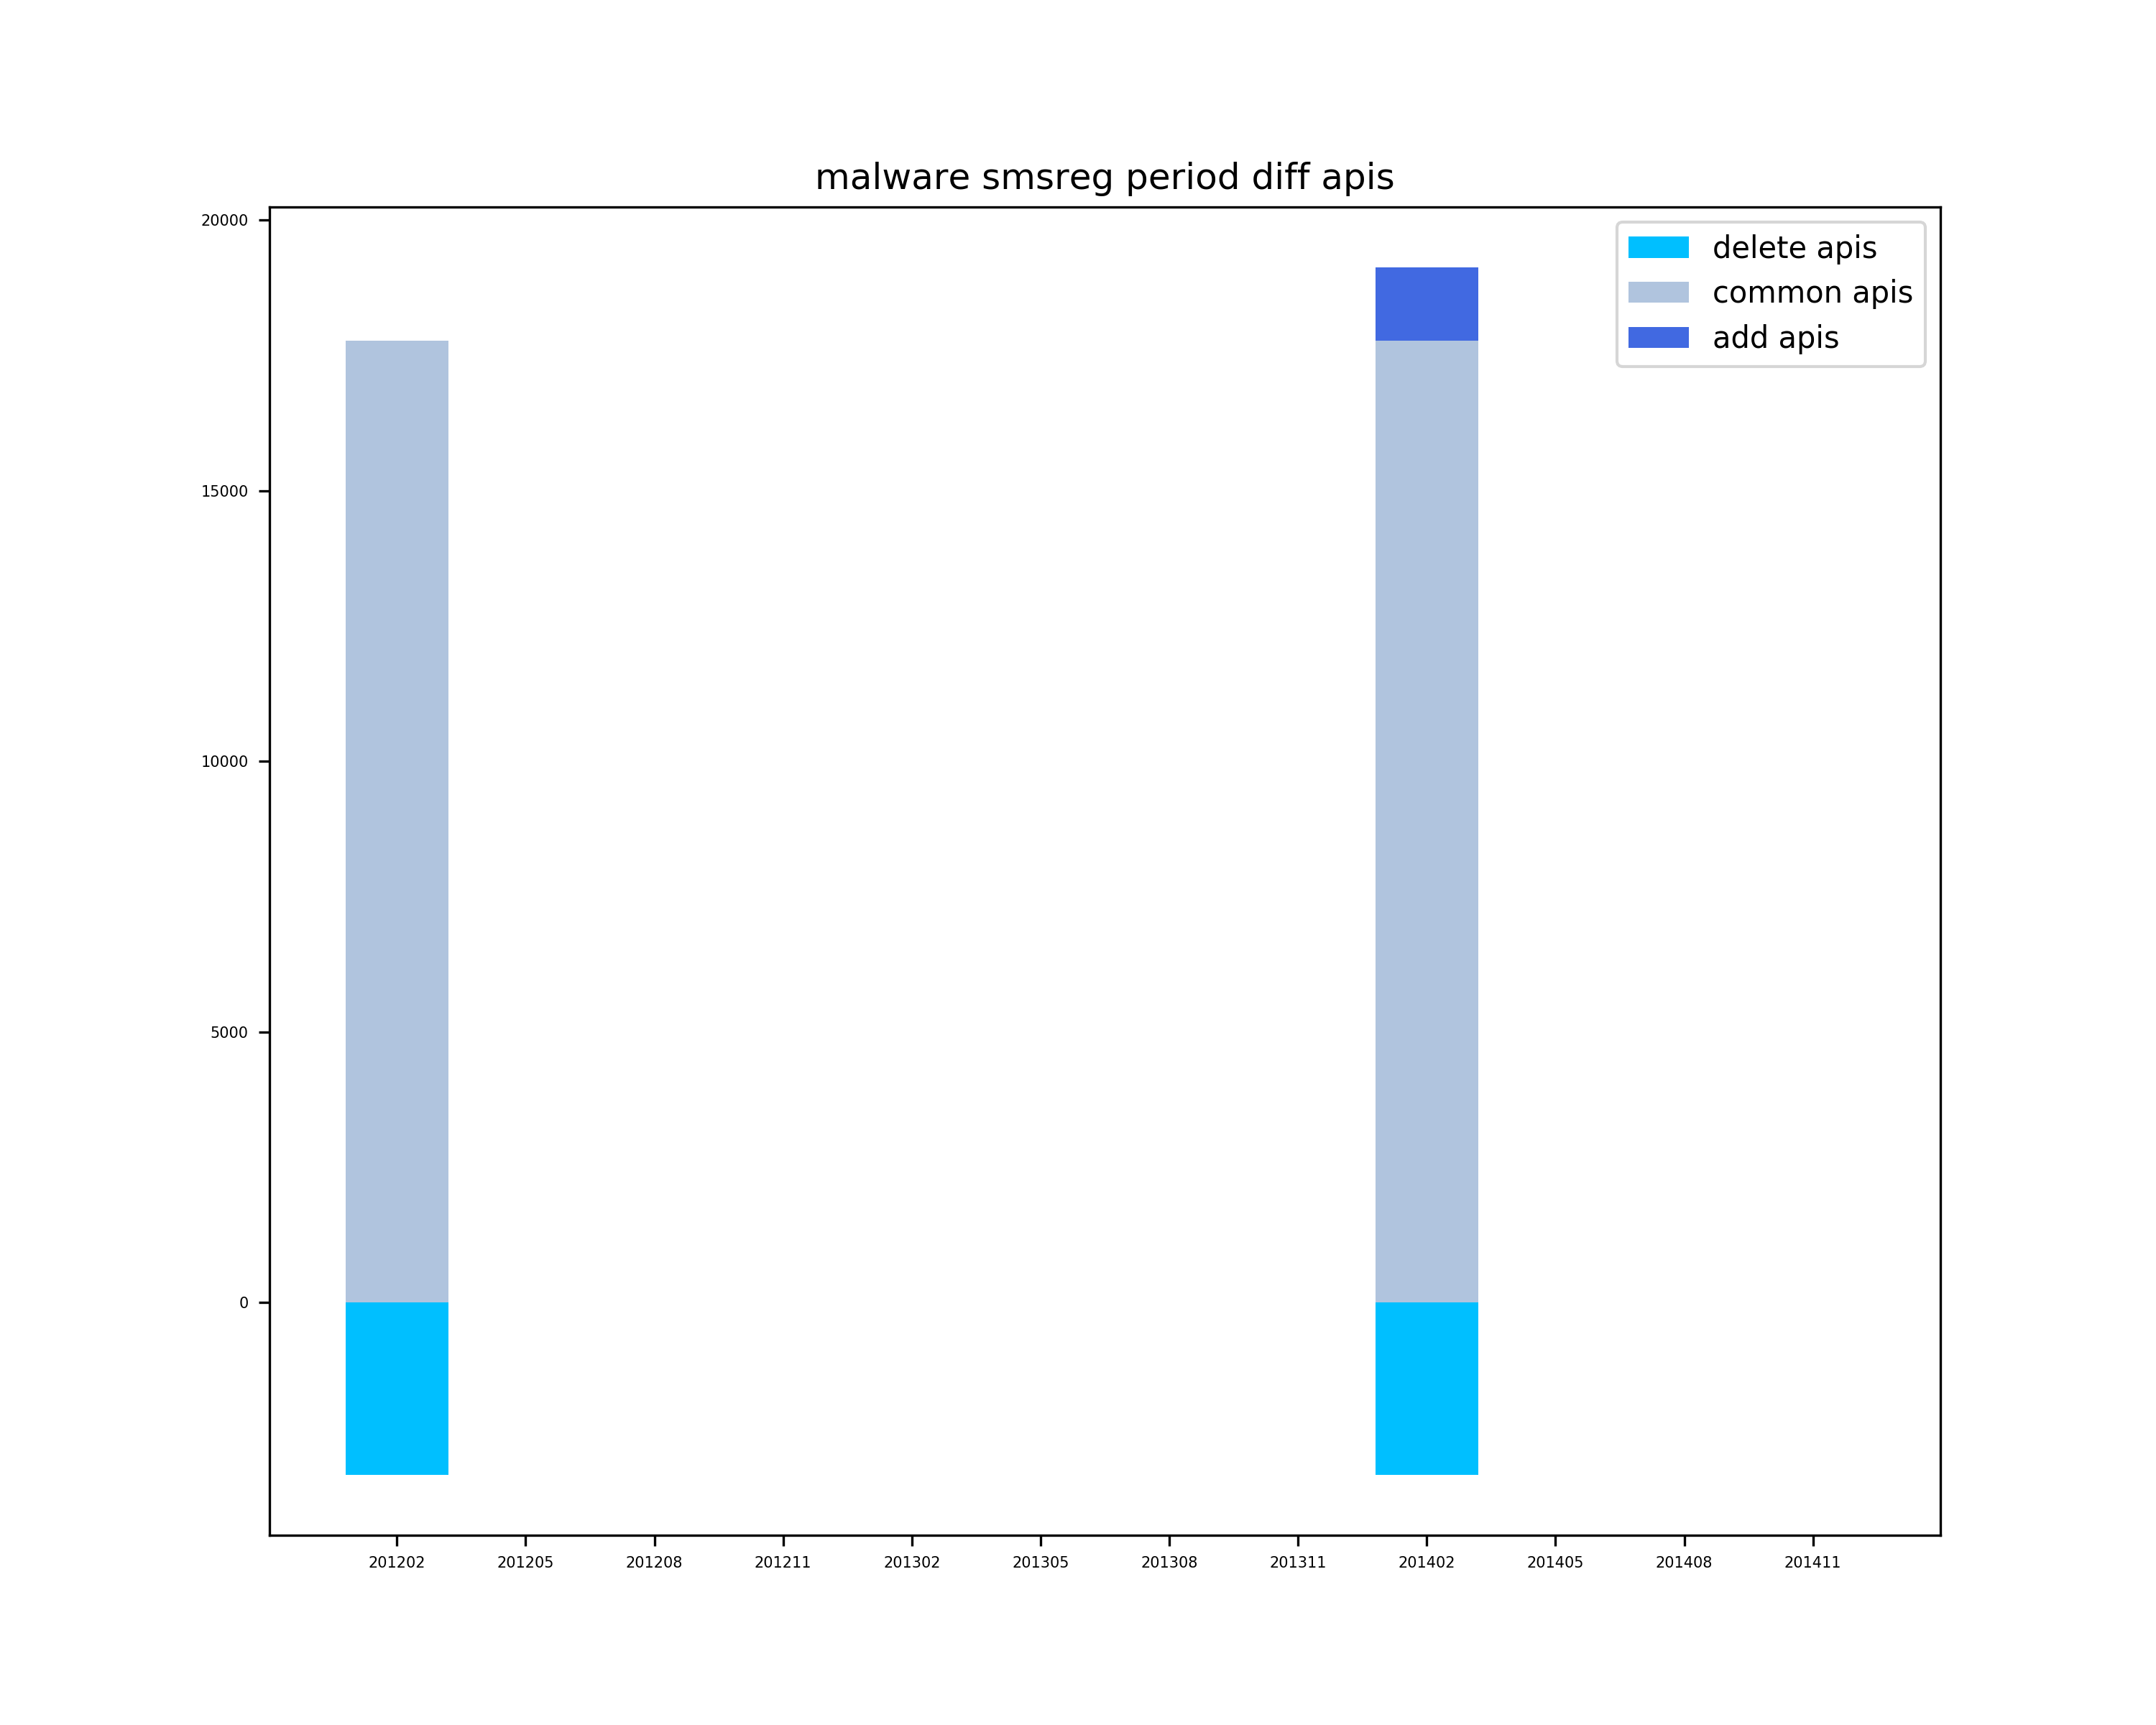 malware smsreg period diff apis
20000
15000
10000
5000
0
delete apis
common apis
add apis
201202 201205 201208 201211 201302 201305 201308 201311 201402 201405 201408 201411